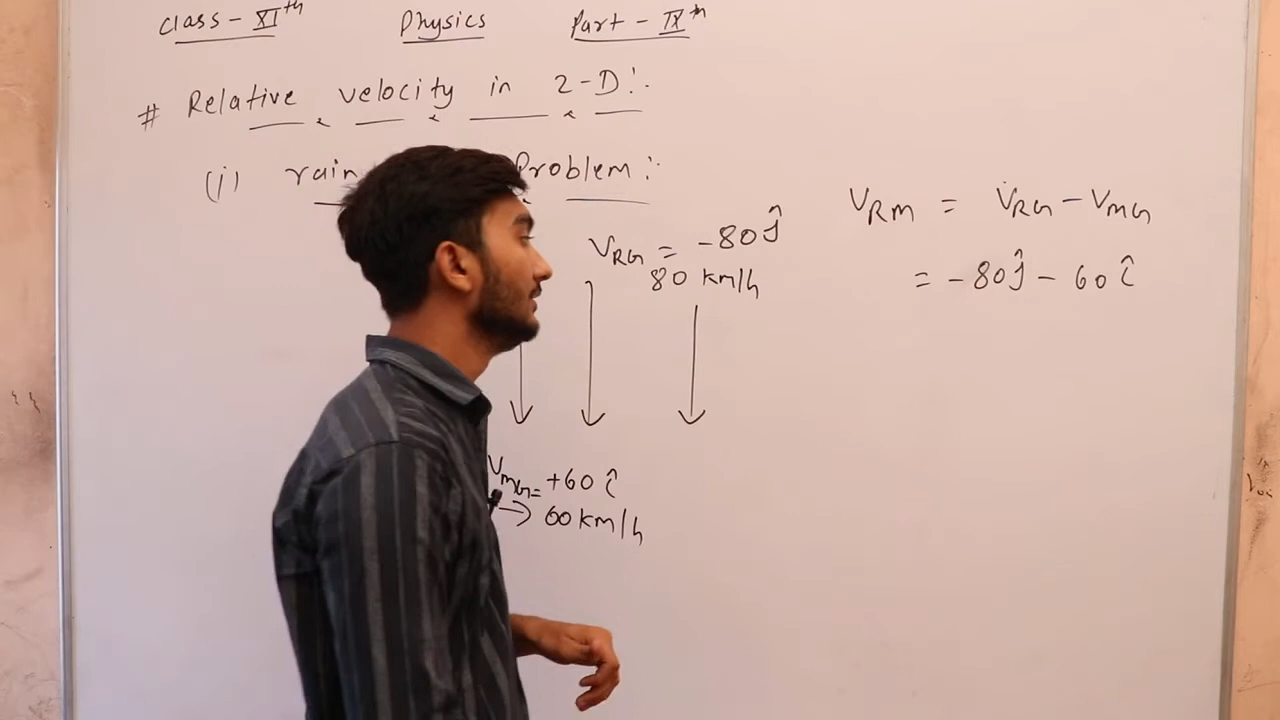 Class - XIth Physics Part - IXth
# Relative velocity in 2-D:-
(i) rain Problem:-
VRG = -80ĵ
80 km/h
VRM = VRG - VMG
= -80ĵ - 60î
VMG = +60 î
→ 60 km/h